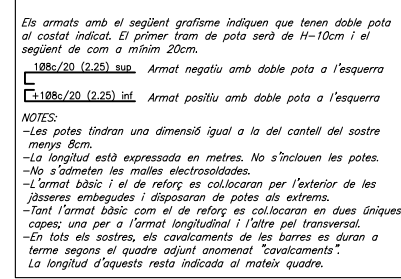 Els armats amb el següent grafisme indiquen que tenen doble pota
al costat indicat. El primer tram de pota serà de H-10cm i el
següent de com a mínim 20cm.
1Ø8c/20 (2.25) sup Armat negatiu amb doble pota a l'esquerra
+1Ø8c/20 (2.25) inf Armat positiu amb doble pota a l'esquerra
NOTES:
-Les potes tindran una dimensió igual a la del cantell del sostre
menys 8cm.
-La longitud està expressada en metres. No s'inclouen les potes.
-No s'admeten les malles electrosoldades.
-L'armat bàsic i el de reforç es col.locaran per l'exterior de les
jàsseres embegudes i disposaran de potes als extrems.
-Tant l'armat bàsic com el de reforç es col.locaran en dues úniques
capes; una per a l'armat longitudinal i l'altre pel transversal.
-En tots els sostres, els cavalcaments de les barres es duran a
terme segons el quadre adjunt anomenat "cavalcaments".
La longitud d'aquests resta indicada al mateix quadre.